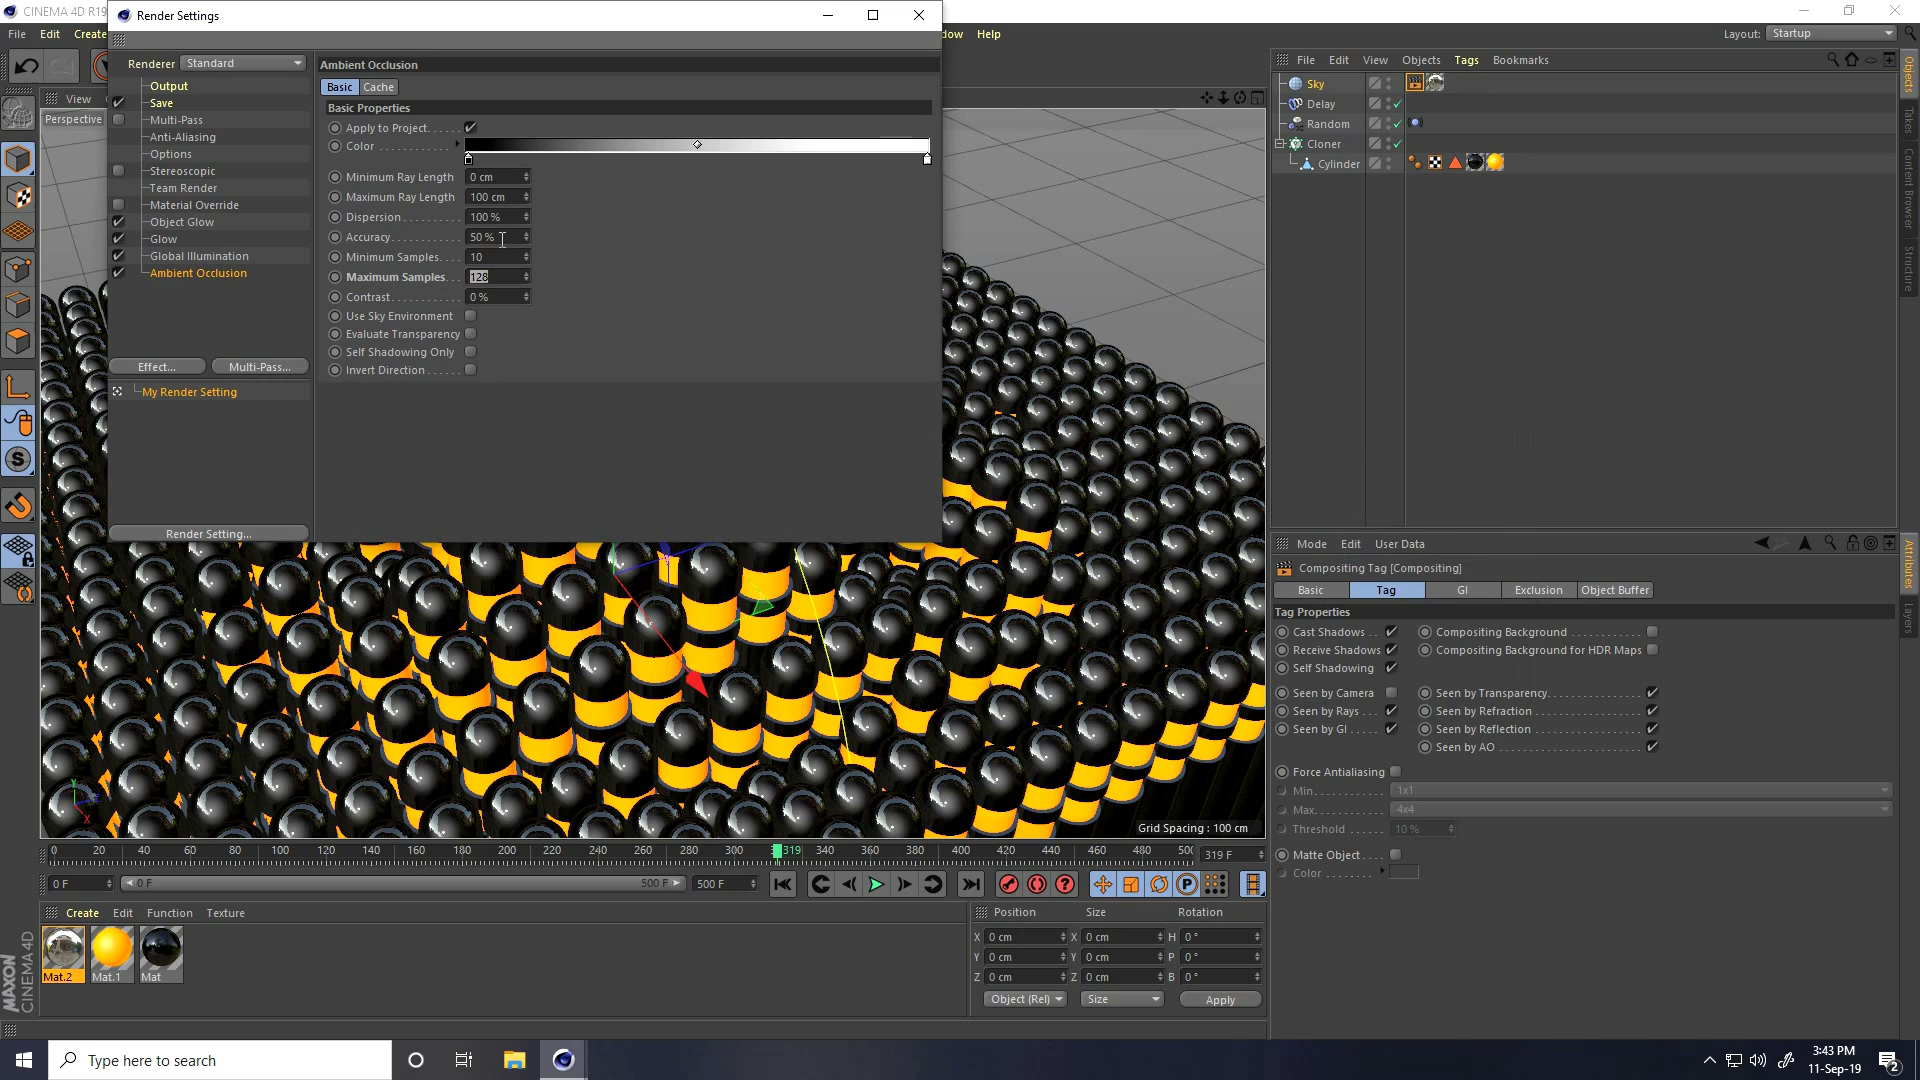 CINEMA 4D R19
Render Settings
File Edit Create
dow Help
Layout: Startup
Renderer Standard
Output
Save
Multi-Pass
Anti-Aliasing
Options
Stereoscopic
Team Render
Material Override
Object Glow
Glow
Global Illumination
Ambient Occlusion
Effect... Multi-Pass...
My Render Setting
Render Setting...
Ambient Occlusion
Basic Cache
Basic Properties
Apply to Project
Color
Minimum Ray Length 0 cm
Maximum Ray Length 100 cm
Dispersion 100 %
Accuracy 50 %
Minimum Samples 10
Maximum Samples 128
Contrast 0 %
Use Sky Environment
Evaluate Transparency
Self Shadowing Only
Invert Direction
View
Perspective
Grid Spacing : 100 cm
File Edit View Objects Tags Bookmarks
Sky
Delay
Random
Cloner
Cylinder
Objects
Takes
Content Browser
Structure
Mode Edit User Data
Compositing Tag [Compositing]
Basic Tag GI Exclusion Object Buffer
Tag Properties
Cast Shadows Compositing Background
Receive Shadows Compositing Background for HDR Maps
Self Shadowing
Seen by Camera Seen by Transparency
Seen by Rays Seen by Refraction
Seen by GI Seen by Reflection
Seen by AO
Force Antialiasing
Min. 1x1
Max. 4x4
Threshold 10 %
Matte Object
Color
Attributes
Layers
0 20 40 60 80 100 120 140 160 180 200 220 240 260 280 300 319 340 360 380 400 420 440 460 480 500 319 F
0 F 0 F 500 F 500 F
Create Edit Function Texture
Mat.2 Mat.1 Mat
Position Size Rotation
X 0 cm X 0 cm H 0 °
Y 0 cm Y 0 cm P 0 °
Z 0 cm Z 0 cm B 0 °
Object (Rel) Size Apply
MAXON
CINEMA 4D
Type here to search
3:43 PM
11-Sep-19
2